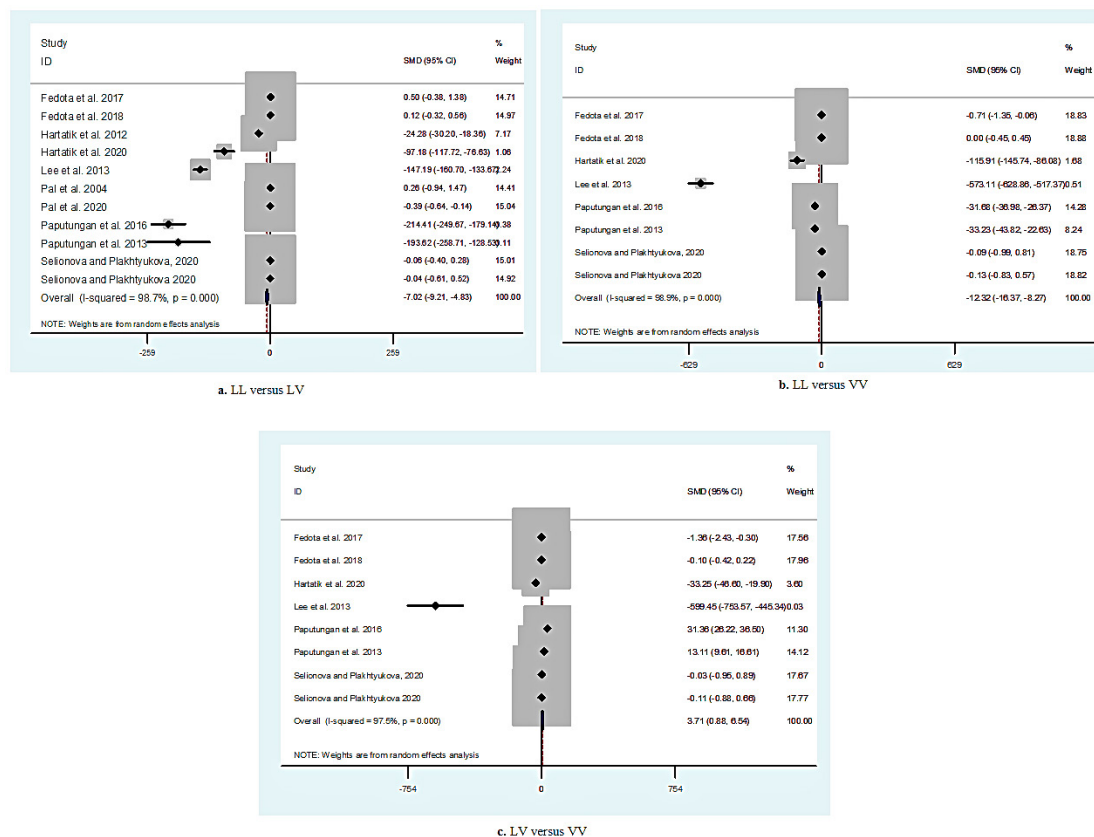 Study %
ID SMD (95% CI) Weight
Fedota et al. 2017 0.50 (-0.38, 1.38) 14.71
Fedota et al. 2018 0.12 (-0.32, 0.56) 14.97
Hartatik et al. 2012 -24.28 (-30.20, -18.36) 7.17
Hartatik et al. 2020 -97.18 (-117.72, -76.63) 1.06
Lee et al. 2013 -147.19 (-160.70, -133.67) 2.24
Pal et al. 2004 0.26 (-0.94, 1.47) 14.41
Pal et al. 2020 -0.39 (-0.64, -0.14) 15.04
Paputungan et al. 2016 -214.41 (-249.67, -179.14) 0.38
Paputungan et al. 2013 -193.62 (-258.71, -128.53) 0.11
Selionova and Plakhtyukova, 2020 -0.06 (-0.40, 0.28) 15.01
Selionova and Plakhtyukova 2020 -0.04 (-0.61, 0.52) 14.92
Overall (I-squared = 98.7%, p = 0.000) -7.02 (-9.21, -4.83) 100.00
NOTE: Weights are from random effects analysis
-259 0 259
a. LL versus LV
Study %
ID SMD (95% CI) Weight
Fedota et al. 2017 -0.71 (-1.35, -0.06) 18.83
Fedota et al. 2018 0.00 (-0.45, 0.45) 18.88
Hartatik et al. 2020 -115.91 (-145.74, -86.08) 1.68
Lee et al. 2013 -573.11 (-628.86, -517.37) 0.51
Paputungan et al. 2016 -31.68 (-36.98, -26.37) 14.28
Paputungan et al. 2013 -33.23 (-43.82, -22.63) 8.24
Selionova and Plakhtyukova, 2020 -0.09 (-0.99, 0.81) 18.75
Selionova and Plakhtyukova 2020 -0.13 (-0.83, 0.57) 18.82
Overall (I-squared = 98.9%, p = 0.000) -12.32 (-16.37, -8.27) 100.00
NOTE: Weights are from random effects analysis
-629 0 629
b. LL versus VV
Study %
ID SMD (95% CI) Weight
Fedota et al. 2017 -1.36 (-2.43, -0.30) 17.56
Fedota et al. 2018 -0.10 (-0.42, 0.22) 17.96
Hartatik et al. 2020 -33.25 (-46.60, -19.90) 3.60
Lee et al. 2013 -599.45 (-753.57, -445.34) 0.03
Paputungan et al. 2016 31.36 (26.22, 36.50) 11.30
Paputungan et al. 2013 13.11 (9.61, 16.61) 14.12
Selionova and Plakhtyukova, 2020 -0.03 (-0.95, 0.89) 17.67
Selionova and Plakhtyukova 2020 -0.11 (-0.88, 0.66) 17.77
Overall (I-squared = 97.5%, p = 0.000) 3.71 (0.88, 6.54) 100.00
NOTE: Weights are from random effects analysis
-754 0 754
c. LV versus VV